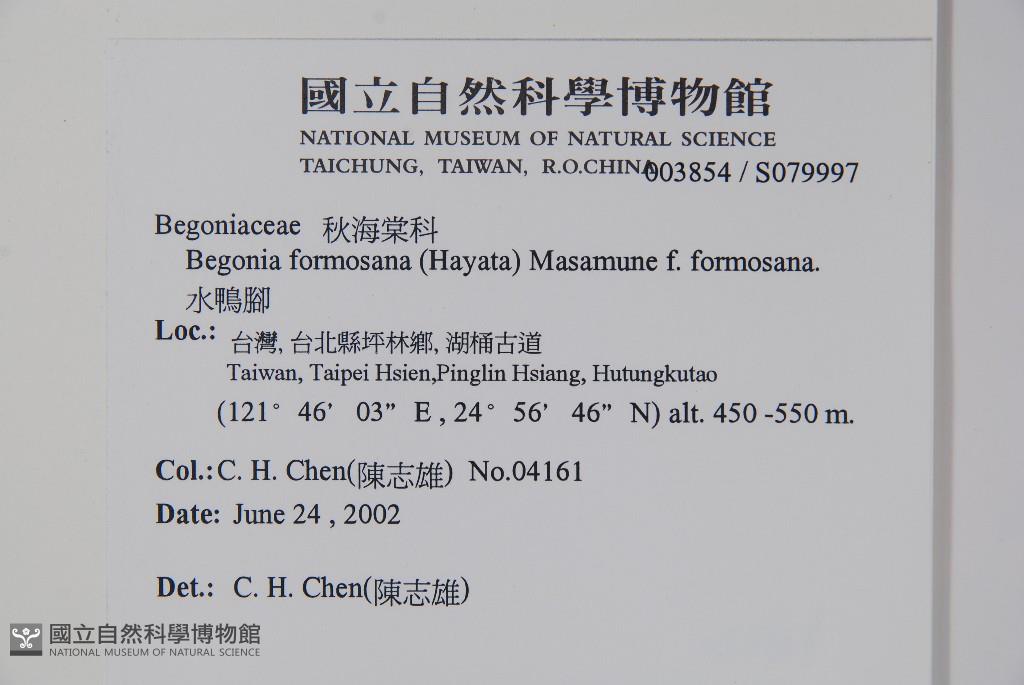 國立自然科學博物館
NATIONAL MUSEUM OF NATURAL SCIENCE
TAICHUNG, TAIWAN, R.O.CHINA 003854 / S079997
Begoniaceae 秋海棠科
Begonia formosana (Hayata) Masamune f. formosana.
水鴨腳
Loc.: 台灣, 台北縣坪林鄉, 湖桶古道
Taiwan, Taipei Hsien,Pinglin Hsiang, Hutungkutao
(121° 46’ 03” E , 24° 56’ 46” N) alt. 450 -550 m.
Col.: C. H. Chen(陳志雄) No.04161
Date: June 24 , 2002
Det.: C. H. Chen(陳志雄)
國立自然科學博物館
NATIONAL MUSEUM OF NATURAL SCIENCE